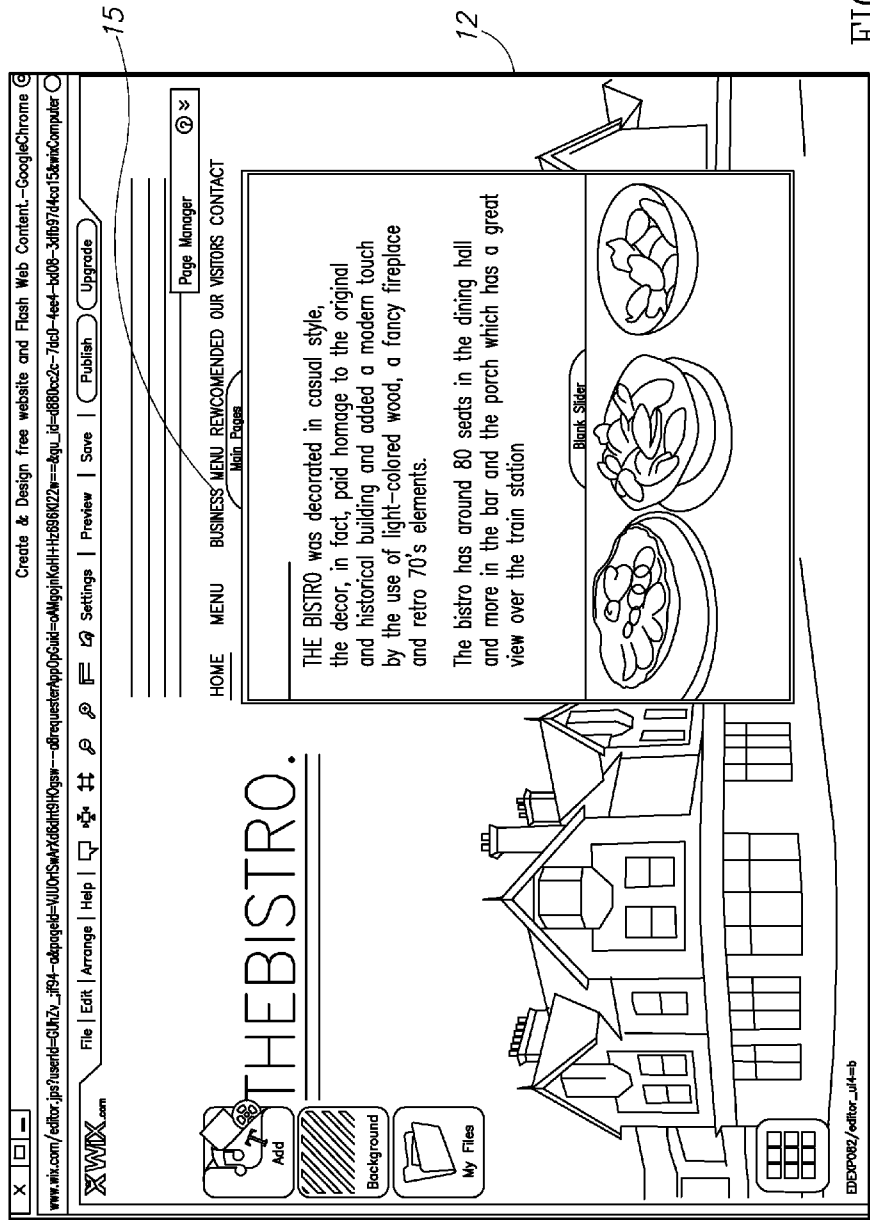 Create & Design free website and Flash Web Content.-GoogleChrome
File | Edit | Arrange | Help | Settings | Preview | Save | Publish Upgrade
WIX.com
Page Manager
Add
Background
My Files
THEBISTRO.
HOME MENU BUSINESS MENU REWCOMENDED OUR VISITORS CONTACT
Main Pages
THE BISTRO was decorated in casual style,
the decor, in fact, paid homage to the original
and historical building and added a modern touch
by the use of light-colored wood, a fancy fireplace
and retro 70's elements.
The bistro has around 80 seats in the dining hall
and more in the bar and the porch which has a great
view over the train station
Blank Slider
EDEXP082/editor_ui4=b
15
12